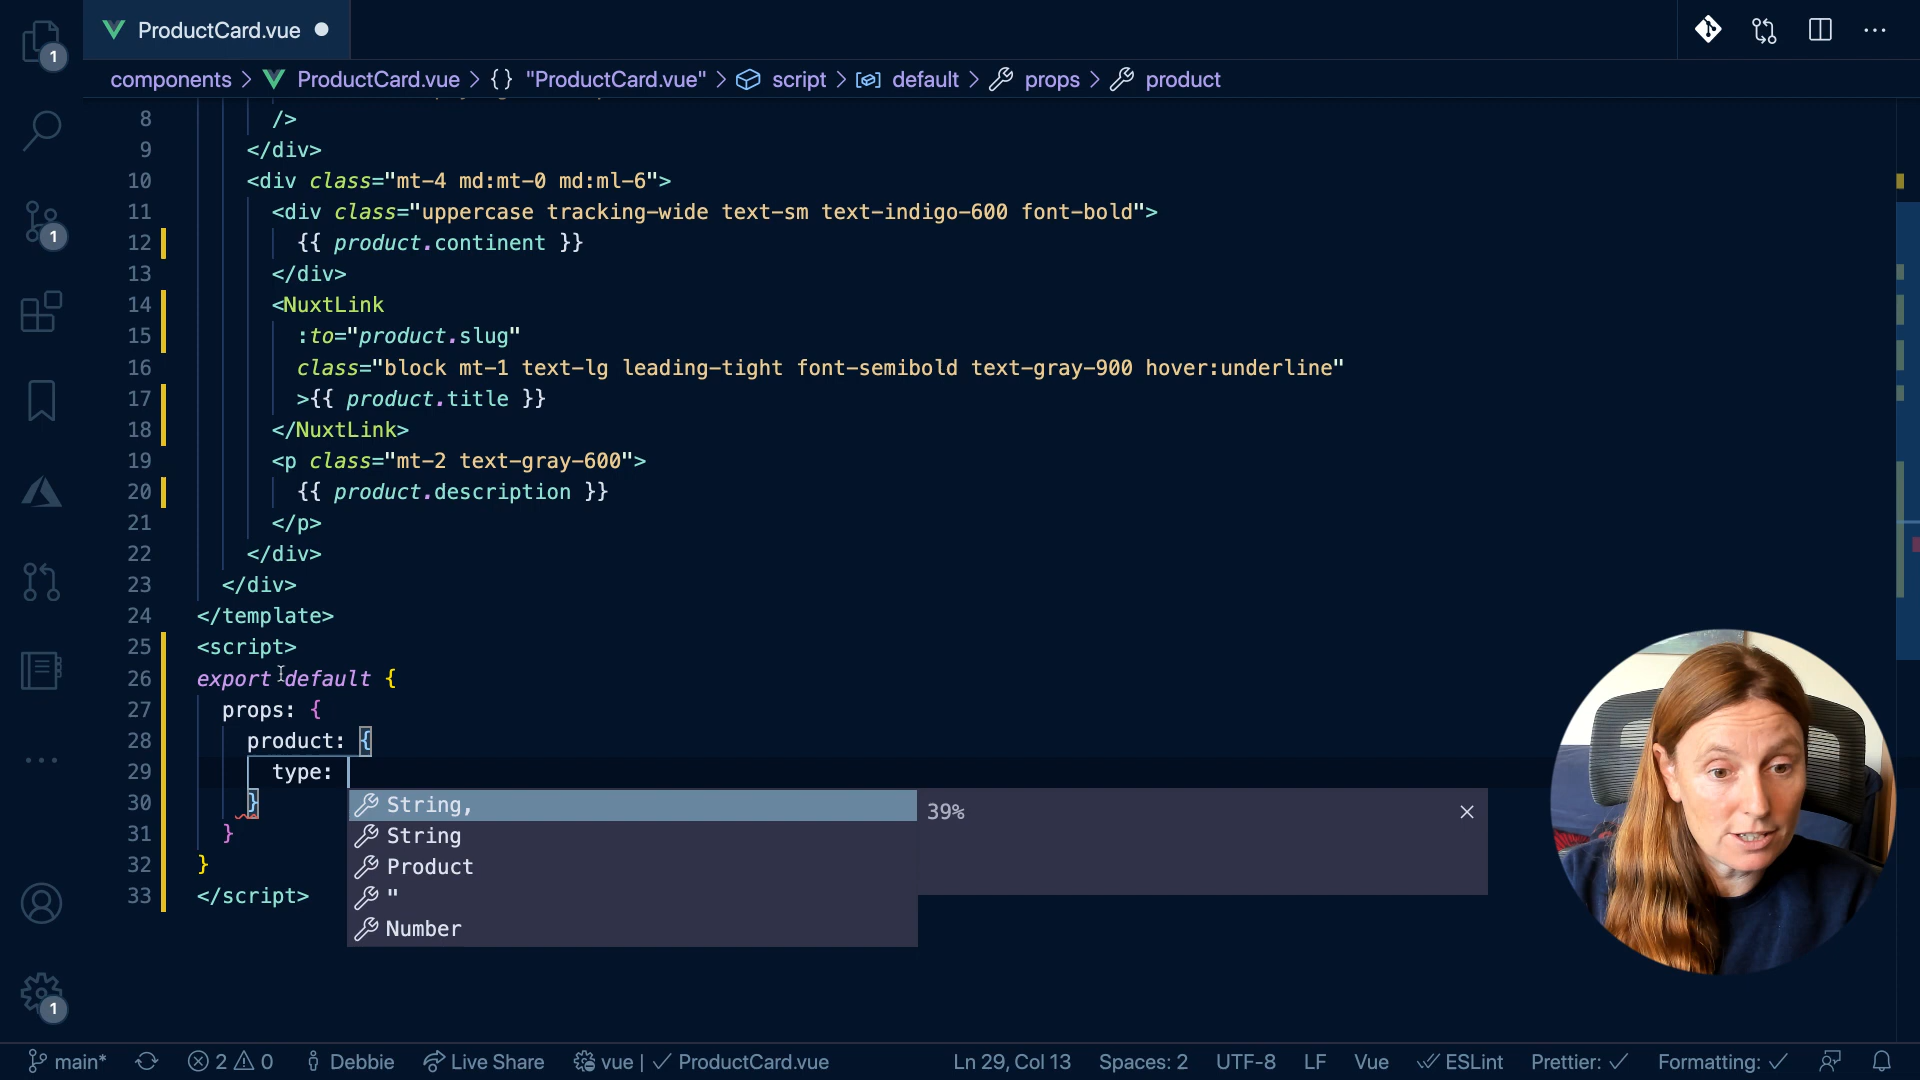 ProductCard.vue
components > ProductCard.vue > {} "ProductCard.vue" > script > default > props > product
8 />
9 </div>
10 <div class="mt-4 md:mt-0 md:ml-6">
11 <div class="uppercase tracking-wide text-sm text-indigo-600 font-bold">
12 {{ product.continent }}
13 </div>
14 <NuxtLink
15 :to="product.slug"
16 class="block mt-1 text-lg leading-tight font-semibold text-gray-900 hover:underline"
17 >{{ product.title }}
18 </NuxtLink>
19 <p class="mt-2 text-gray-600">
20 {{ product.description }}
21 </p>
22 </div>
23 </div>
24 </template>
25 <script>
26 export default {
27 props: {
28 product: {
29 type:
30 }
31 }
32 }
33 </script>
String,
String
Product
"
Number
39%
1
1
1
main* 2 0 Debbie Live Share vue | ProductCard.vue Ln 29, Col 13 Spaces: 2 UTF-8 LF Vue ESLint Prettier: ✓ Formatting: ✓